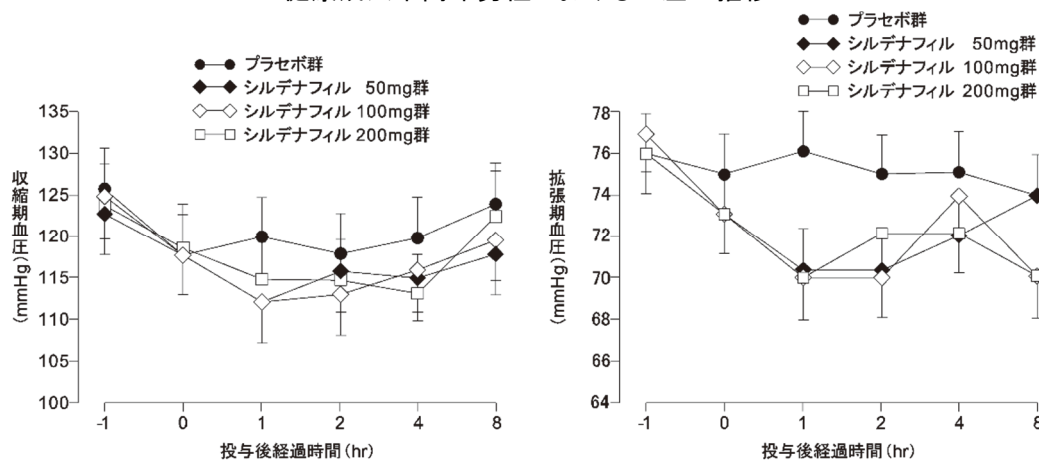 プラセボ群
シルデナフィル 50mg群
シルデナフィル 100mg群
シルデナフィル 200mg群
収縮期血圧(mmHg)
135
130
125
120
115
110
105
100
-1
0
1
2
4
8
投与後経過時間(hr)
プラセボ群
シルデナフィル 50mg群
シルデナフィル 100mg群
シルデナフィル 200mg群
拡張期血圧(mmHg)
78
76
74
72
70
68
66
64
-1
0
1
2
4
8
投与後経過時間(hr)